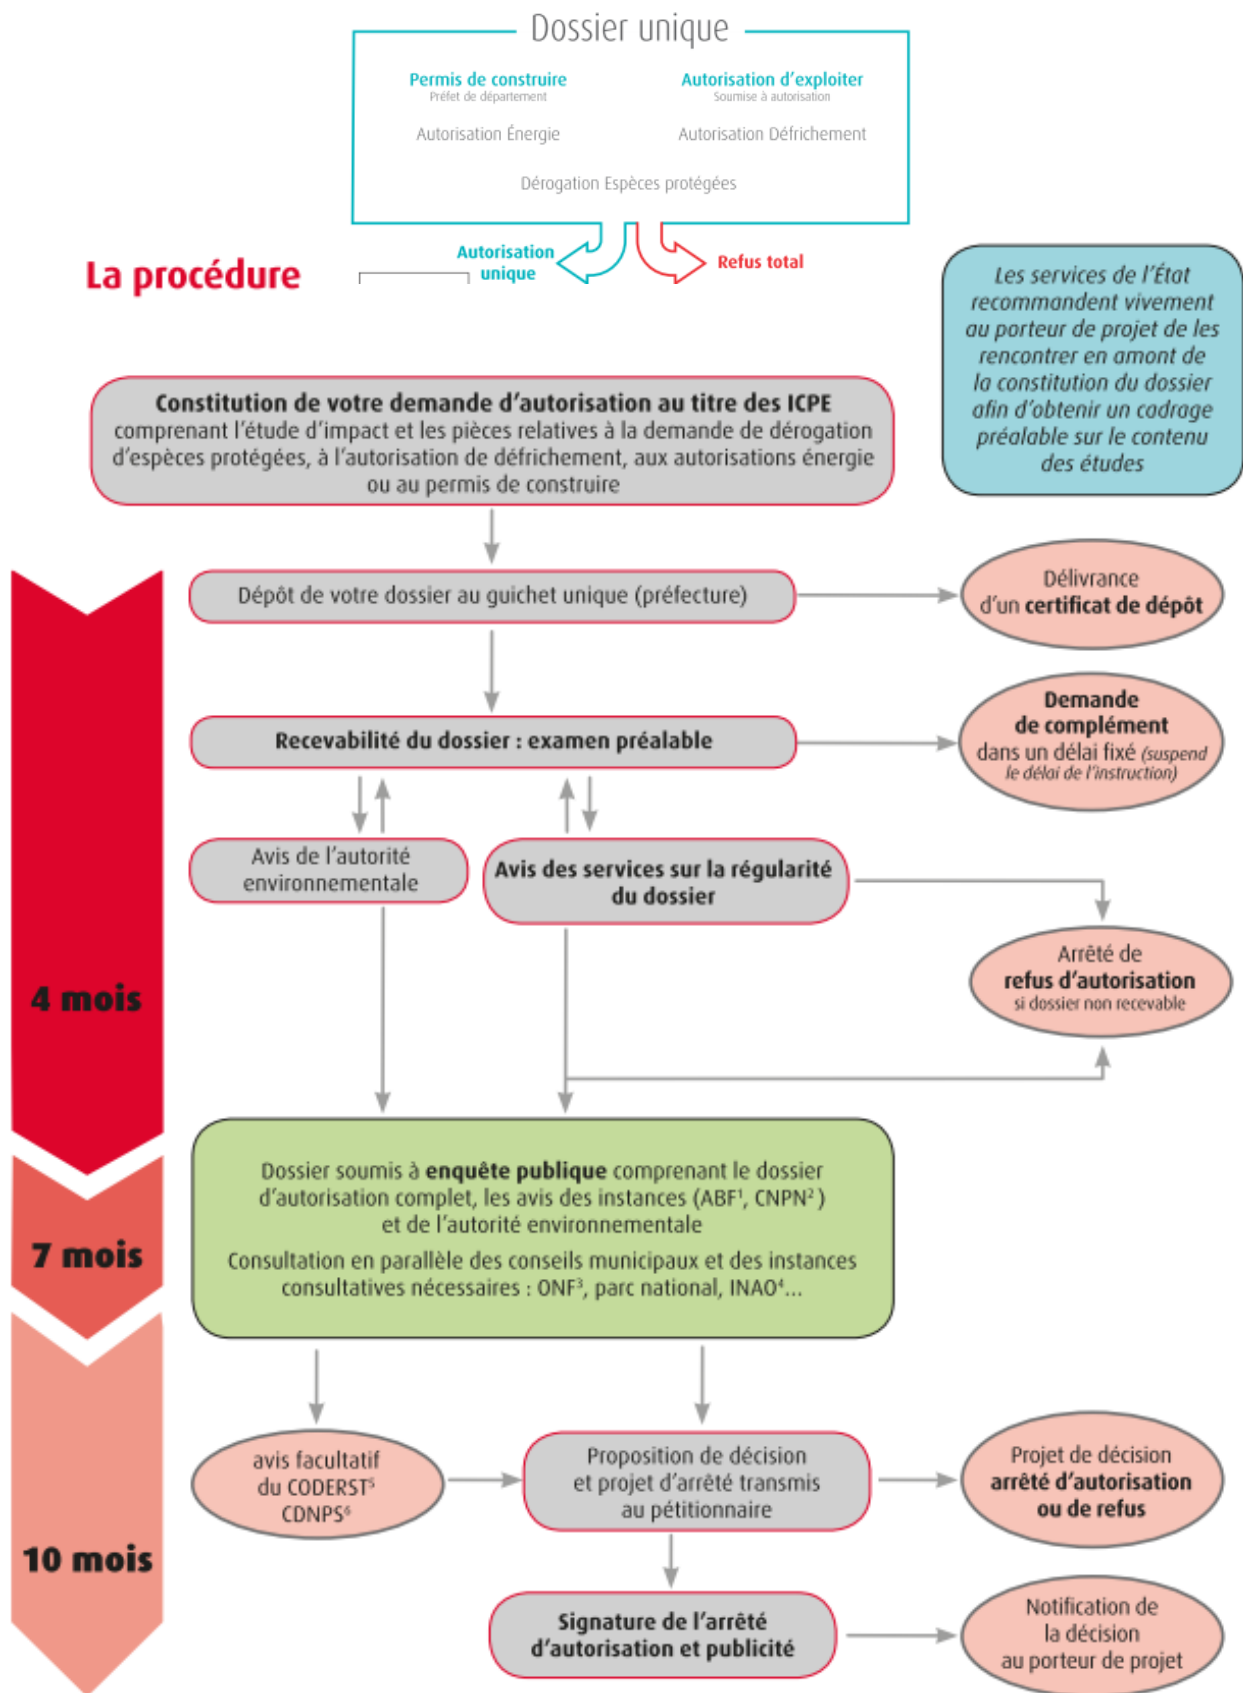 Dossier unique
Permis de construire
Préfet de département
Autorisation d'exploiter
Soumise à autorisation
Autorisation Énergie
Autorisation Défrichement
Dérogation Espèces protégées
Autorisation
unique
Refus total
La procédure
Les services de l'État
recommandent vivement
au porteur de projet de les
rencontrer en amont de
la constitution du dossier
afin d'obtenir un cadrage
préalable sur le contenu
des études
Constitution de votre demande d'autorisation au titre des ICPE
comprenant l'étude d'impact et les pièces relatives à la demande de dérogation
d'espèces protégées, à l'autorisation de défrichement, aux autorisations énergie
ou au permis de construire
Dépôt de votre dossier au guichet unique (préfecture)
Délivrance
d'un certificat de dépôt
Recevabilité du dossier : examen préalable
Demande
de complément
dans un délai fixé (suspend
le délai de l'instruction)
Avis de l'autorité
environnementale
Avis des services sur la régularité
du dossier
Arrêté de
refus d'autorisation
si dossier non recevable
4 mois
Dossier soumis à enquête publique comprenant le dossier
d'autorisation complet, les avis des instances (ABF¹, CNPN²)
et de l'autorité environnementale
Consultation en parallèle des conseils municipaux et des instances
consultatives nécessaires : ONF³, parc national, INAO⁴...
7 mois
avis facultatif
du CODERST⁵
CDNPS⁶
Proposition de décision
et projet d'arrêté transmis
au pétitionnaire
Projet de décision
arrêté d'autorisation
ou de refus
10 mois
Signature de l'arrêté
d'autorisation et publicité
Notification de
la décision
au porteur de projet